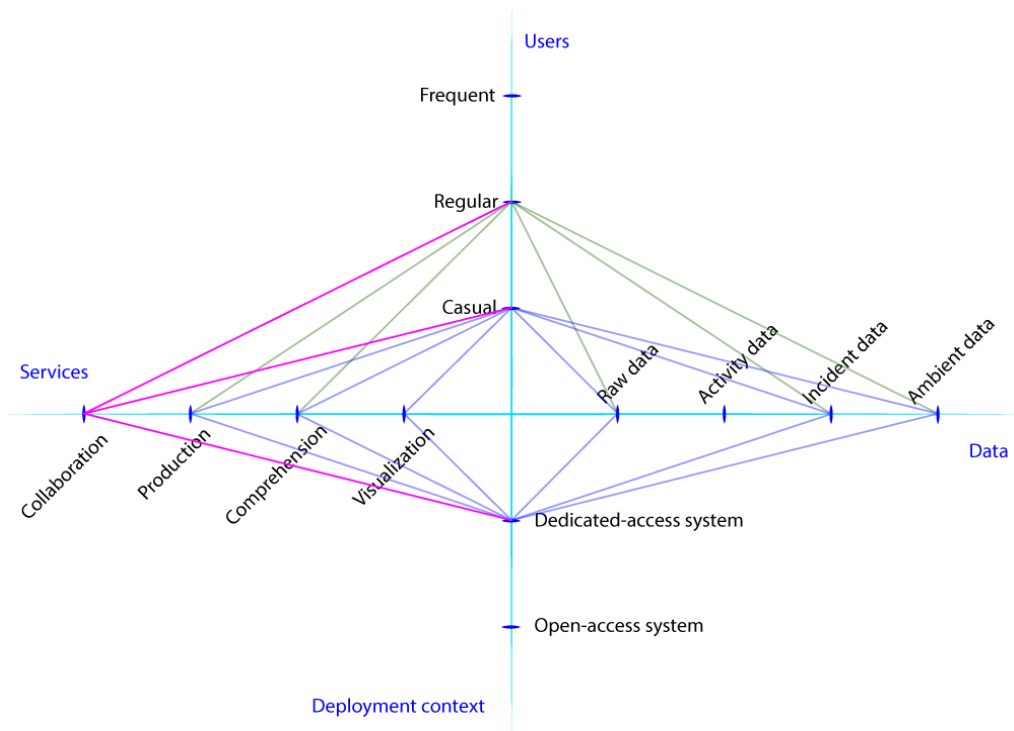 Users
Frequent
Regular
Casual
Services
Raw data
Activity data
Incident data
Ambient data
Data
Collaboration
Production
Comprehension
Visualization
Dedicated-access system
Open-access system
Deployment context